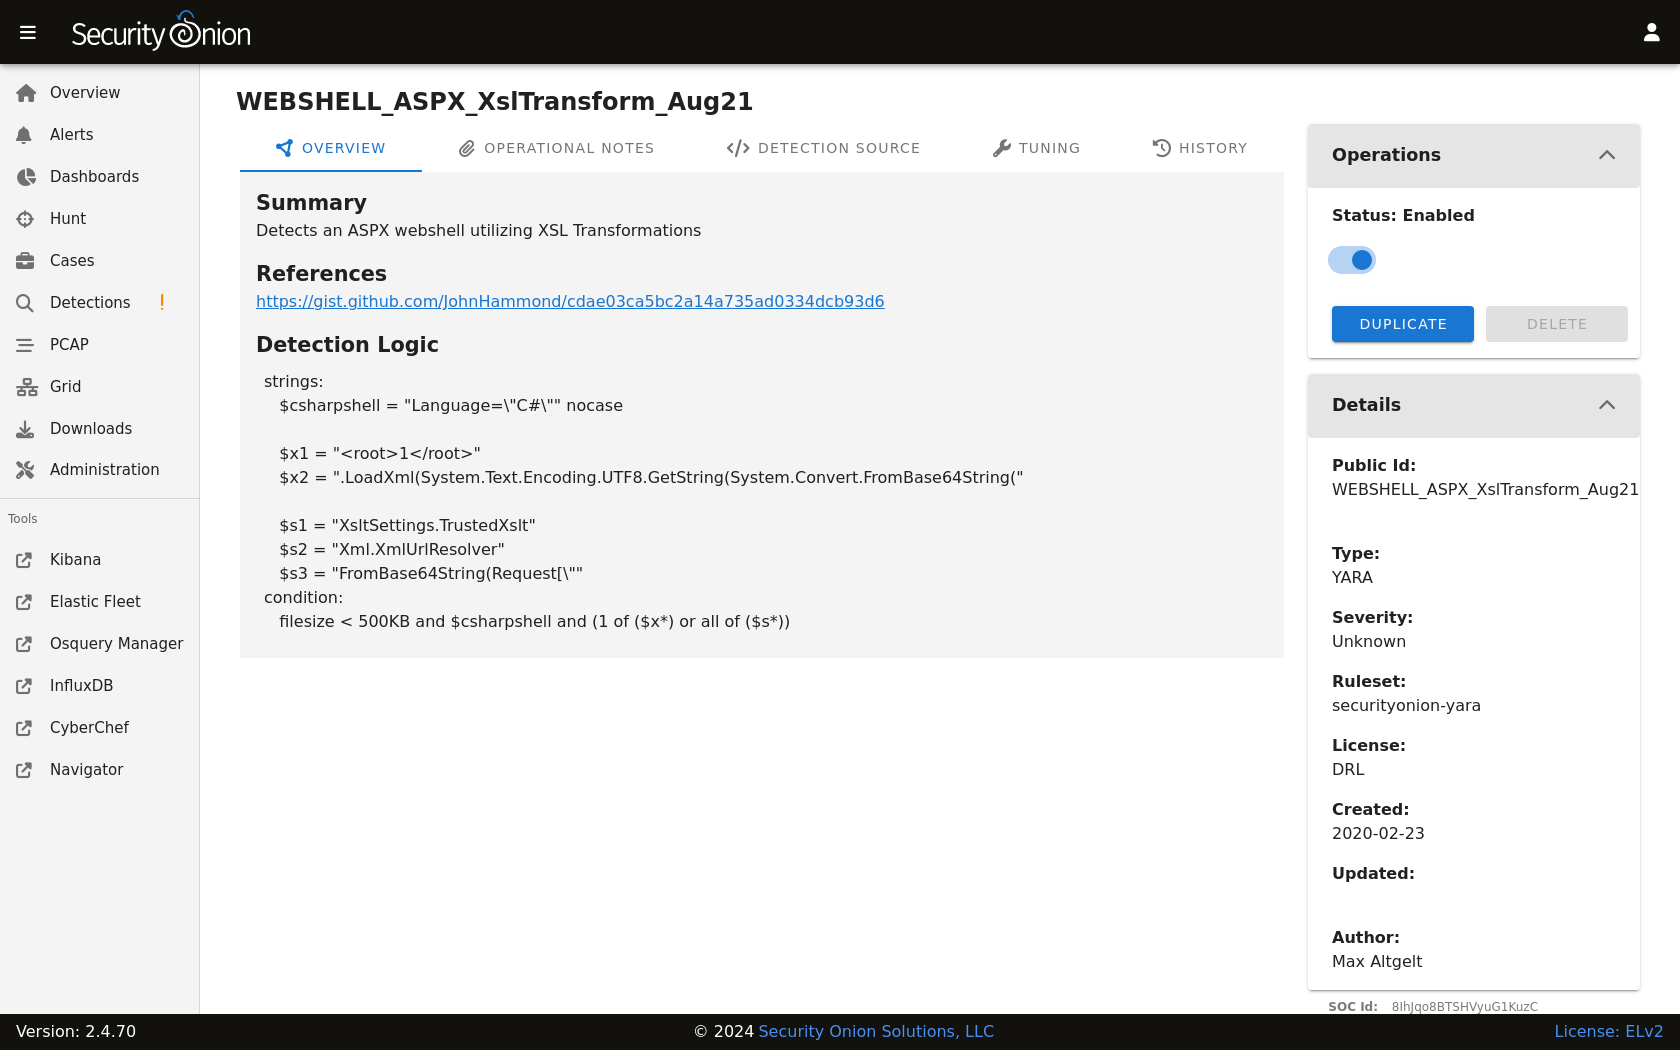 Security Onion
Overview
Alerts
Dashboards
Hunt
Cases
Detections !
PCAP
Grid
Downloads
Administration
Tools
Kibana
Elastic Fleet
Osquery Manager
InfluxDB
CyberChef
Navigator
WEBSHELL_ASPX_XslTransform_Aug21
OVERVIEW OPERATIONAL NOTES DETECTION SOURCE TUNING HISTORY
Summary
Detects an ASPX webshell utilizing XSL Transformations
References
https://gist.github.com/JohnHammond/cdae03ca5bc2a14a735ad0334dcb93d6
Detection Logic
strings:
$csharpshell = "Language=\"C#\"" nocase
$x1 = "<root>1</root>"
$x2 = ".LoadXml(System.Text.Encoding.UTF8.GetString(System.Convert.FromBase64String("
$s1 = "XsltSettings.TrustedXslt"
$s2 = "Xml.XmlUrlResolver"
$s3 = "FromBase64String(Request[\""
condition:
filesize < 500KB and $csharpshell and (1 of ($x*) or all of ($s*))
Operations
Status: Enabled
DUPLICATE DELETE
Details
Public Id:
WEBSHELL_ASPX_XslTransform_Aug21
Type:
YARA
Severity:
Unknown
Ruleset:
securityonion-yara
License:
DRL
Created:
2020-02-23
Updated:
Author:
Max Altgelt
SOC Id: 8IhJqo8BTSHVyuG1KuzC
Version: 2.4.70
© 2024 Security Onion Solutions, LLC
License: ELv2